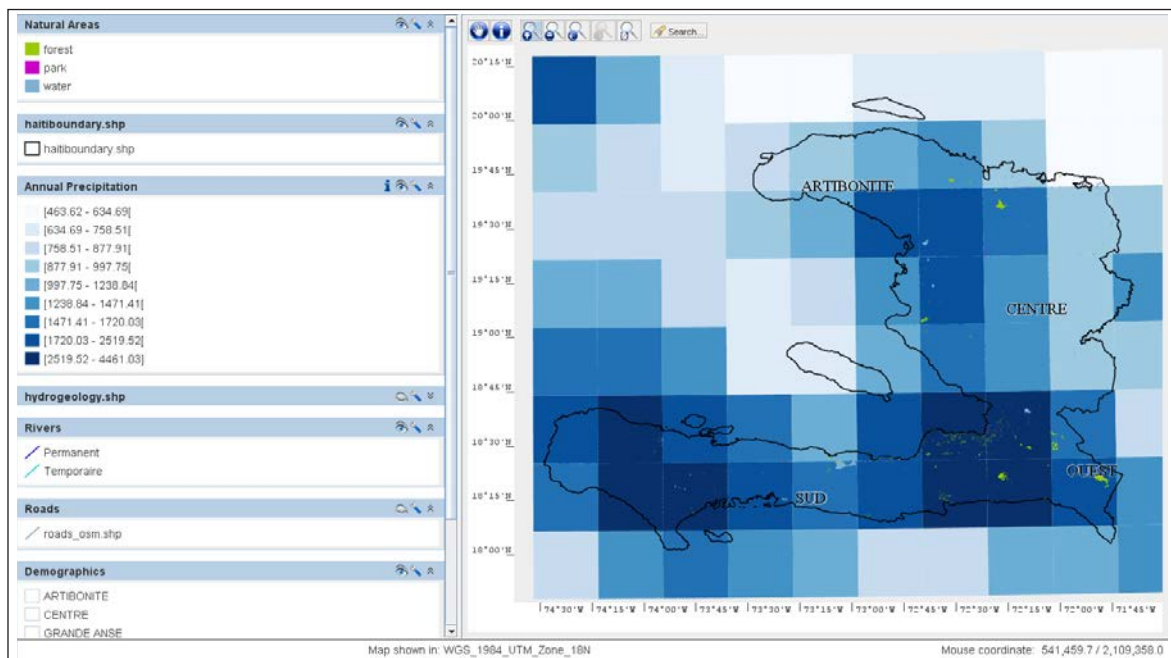 Natural Areas
forest
park
water
haitiboundary.shp
haitiboundary.shp
Annual Precipitation
[463.62 - 634.69[
[634.69 - 758.51[
[758.51 - 877.91[
[877.91 - 997.75[
[997.75 - 1238.84[
[1238.84 - 1471.41[
[1471.41 - 1720.03[
[1720.03 - 2519.52[
[2519.52 - 4461.03[
hydrogeology.shp
Rivers
Permanent
Temporaire
Roads
roads_osm.shp
Demographics
ARTIBONITE
CENTRE
GRANDE ANSE
Search...
20°15'N
20°00'N
19°45'N
19°30'N
19°15'N
19°00'N
18°45'N
18°30'N
18°15'N
18°00'N
ARTIBONITE
CENTRE
OUEST
SUD
74°30'W 74°15'W 74°00'W 73°45'W 73°30'W 73°15'W 73°00'W 72°45'W 72°30'W 72°15'W 72°00'W 71°45'W
Map shown in: WGS_1984_UTM_Zone_18N
Mouse coordinate: 541,459.7 / 2,109,358.0